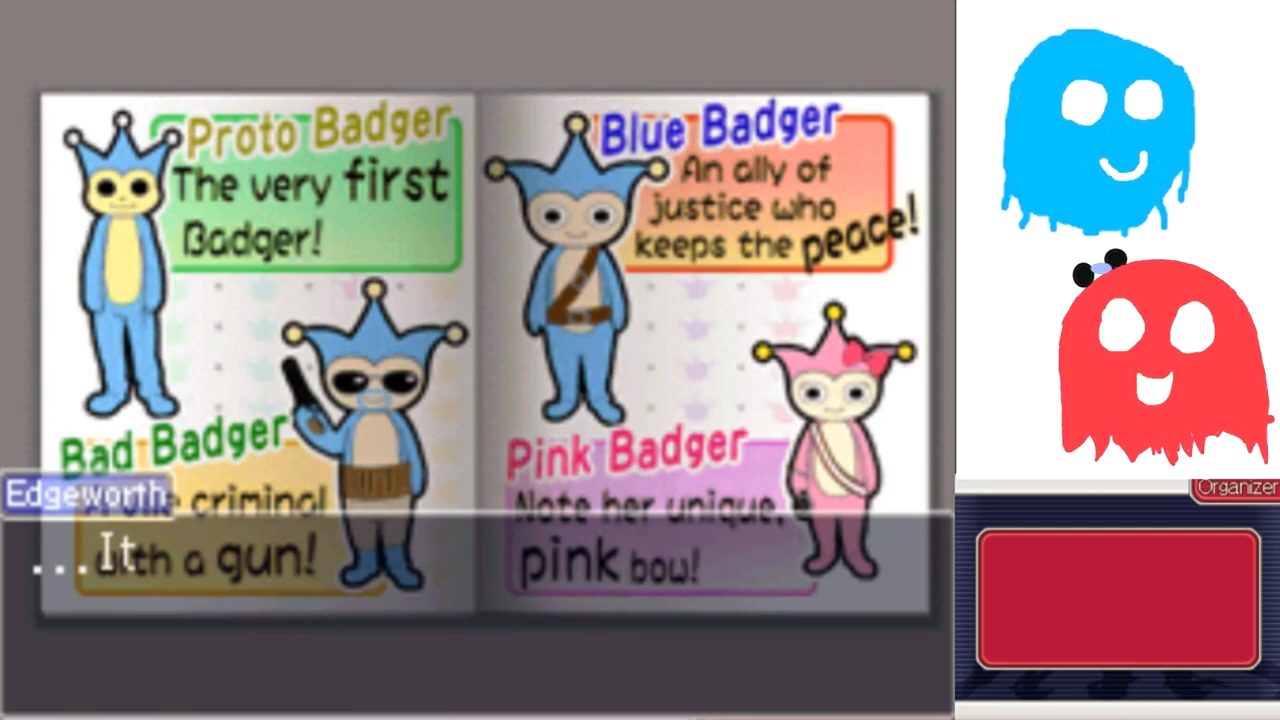 Proto Badger
The very first
Badger!
Bad Badger
criminal
with a gun!
Blue Badger
An ally of
justice who
keeps the peace!
Pink Badger
Note her unique,
pink bow!
Edgeworth
...It
Organizer